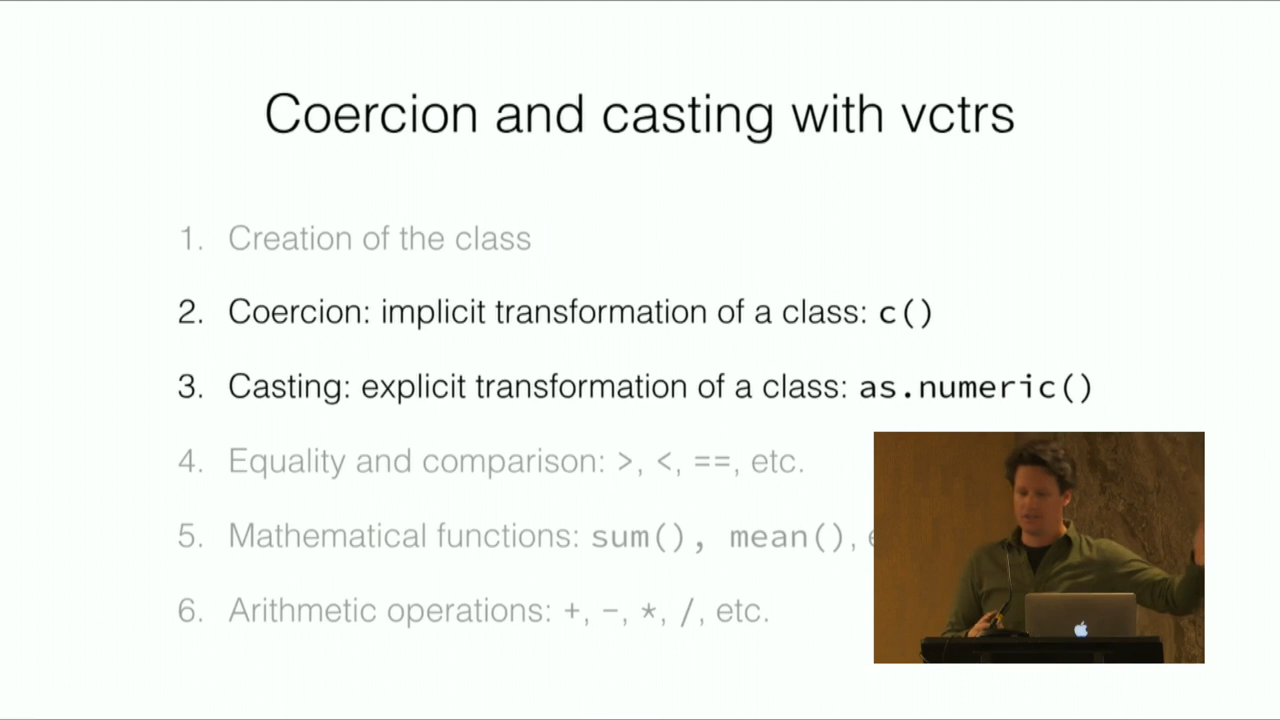 Coercion and casting with vctrs
1. Creation of the class
2. Coercion: implicit transformation of a class: c()
3. Casting: explicit transformation of a class: as.numeric()
4. Equality and comparison: >, <, ==, etc.
5. Mathematical functions: sum(), mean(),
6. Arithmetic operations: +, -, *, /, etc.